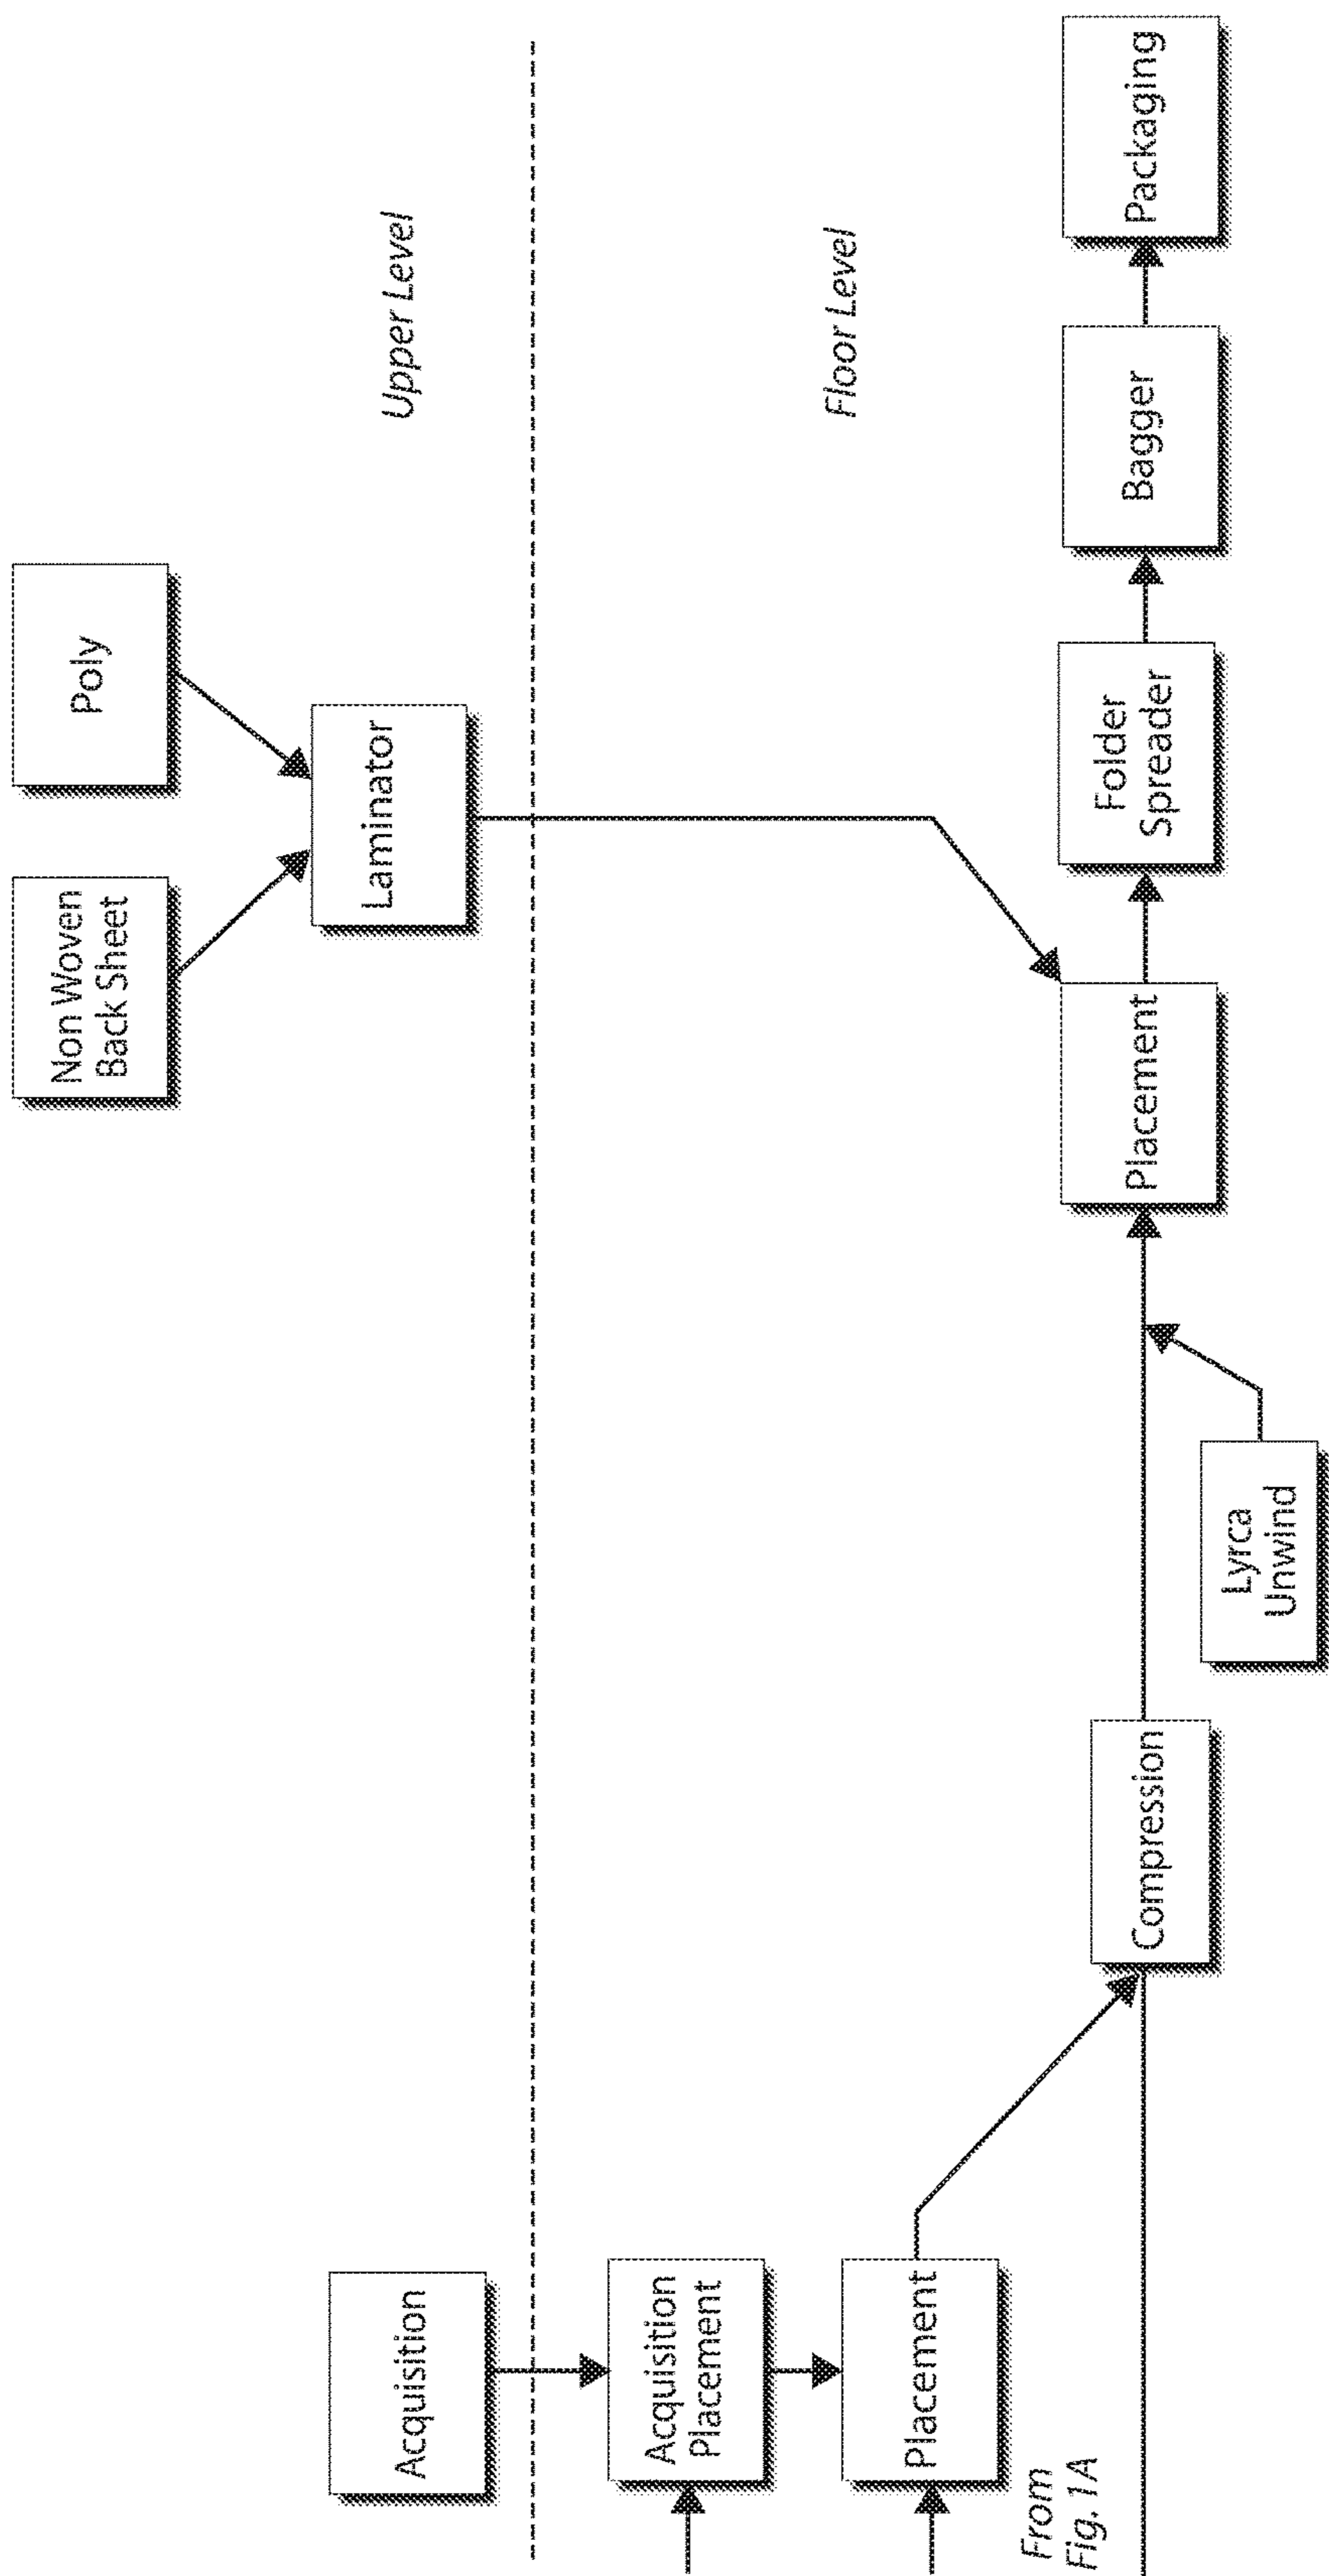 Non Woven
Back Sheet
Poly
Laminator
Upper Level
Acquisition
Acquisition
Placement
Floor Level
Placement
From
Fig. 1A
Compression
Lyrca
Unwind
Placement
Folder
Spreader
Bagger
Packaging